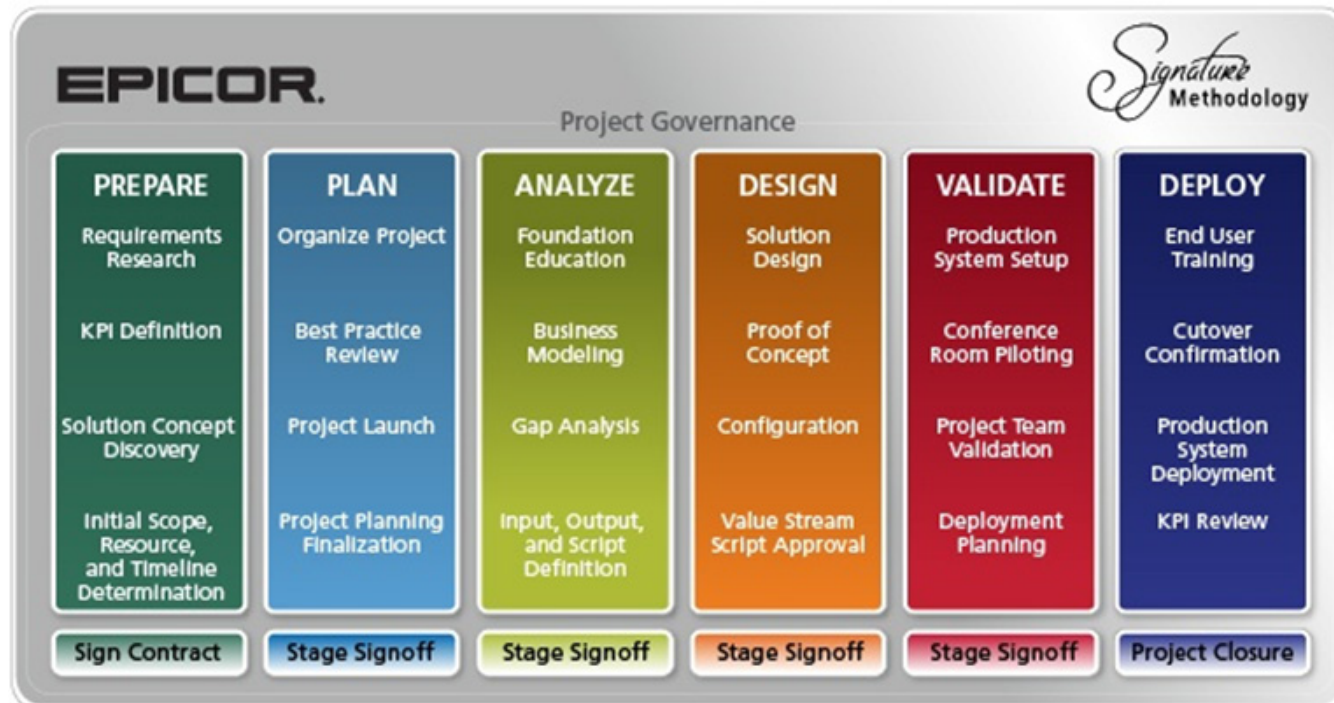 EPICOR.
Signature
Methodology
Project Governance
PREPARE
Requirements
Research
KPI Definition
Solution Concept
Discovery
Initial Scope,
Resource,
and Timeline
Determination
Sign Contract
PLAN
Organize Project
Best Practice
Review
Project Launch
Project Planning
Finalization
Stage Signoff
ANALYZE
Foundation
Education
Business
Modeling
Gap Analysis
Input, Output,
and Script
Definition
Stage Signoff
DESIGN
Solution
Design
Proof of
Concept
Configuration
Value Stream
Script Approval
Stage Signoff
VALIDATE
Production
System Setup
Conference
Room Piloting
Project Team
Validation
Deployment
Planning
Stage Signoff
DEPLOY
End User
Training
Cutover
Confirmation
Production
System
Deployment
KPI Review
Project Closure